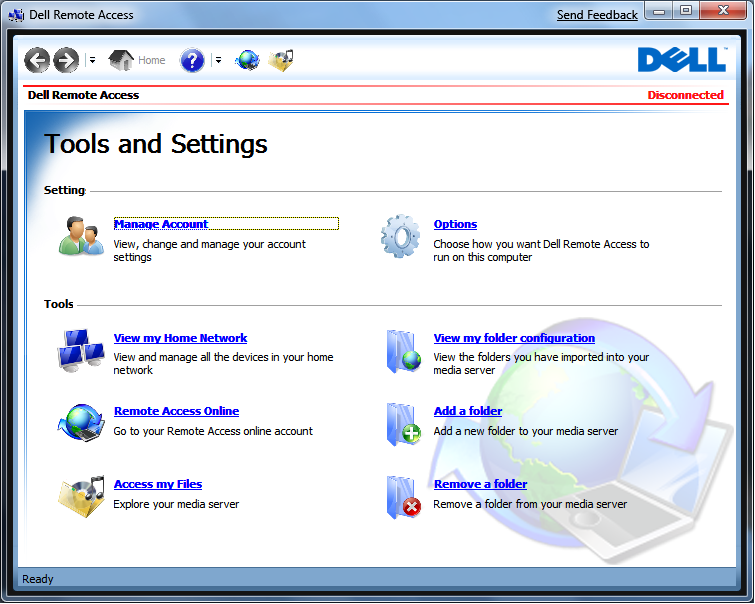 Dell Remote Access
Send Feedback
Home
?
DELL™
Dell Remote Access
Disconnected
Tools and Settings
Setting
Manage Account
View, change and manage your account
settings
Options
Choose how you want Dell Remote Access to
run on this computer
Tools
View my Home Network
View and manage all the devices in your home
network
View my folder configuration
View the folders you have imported into your
media server
Remote Access Online
Go to your Remote Access online account
Add a folder
Add a new folder to your media server
Access my Files
Explore your media server
Remove a folder
Remove a folder from your media server
Ready